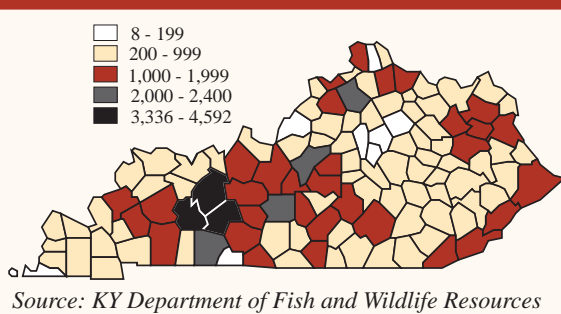 8 - 199
200 - 999
1,000 - 1,999
2,000 - 2,400
3,336 - 4,592
Source: KY Department of Fish and Wildlife Resources